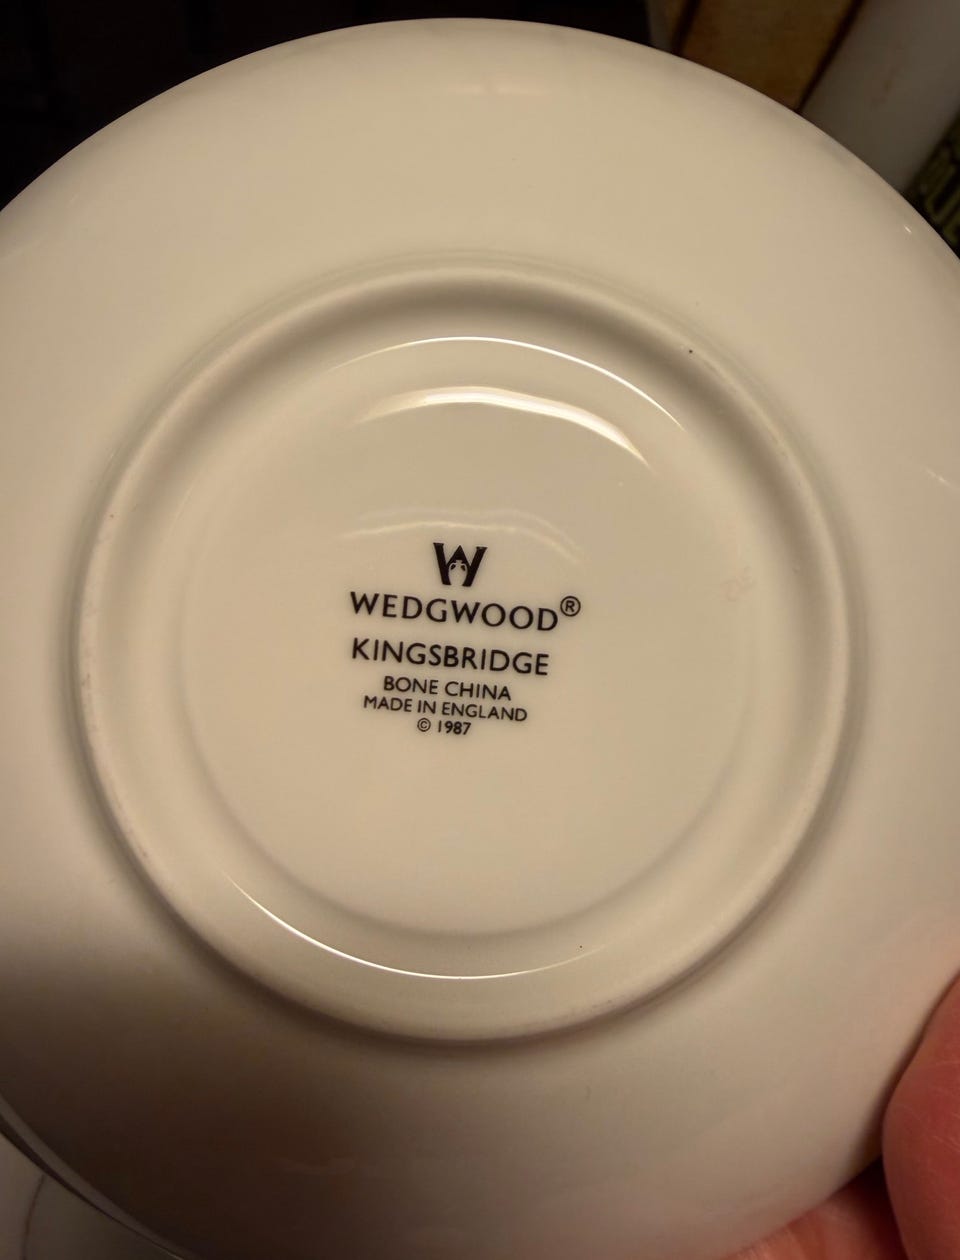 W
WEDGWOOD®
KINGSBRIDGE
BONE CHINA
MADE IN ENGLAND
© 1987